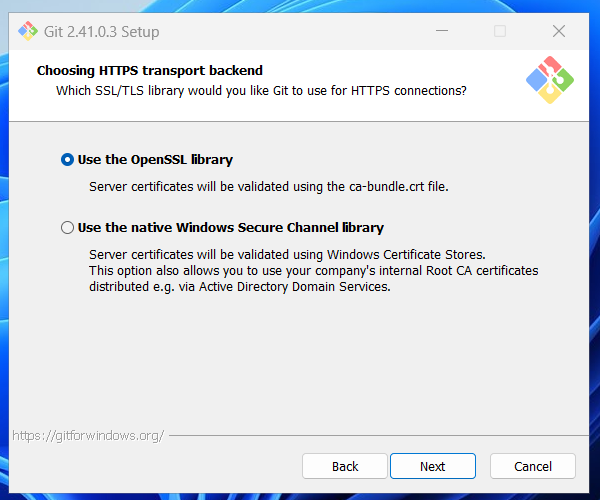 Git 2.41.0.3 Setup
Choosing HTTPS transport backend
Which SSL/TLS library would you like Git to use for HTTPS connections?
Use the OpenSSL library
Server certificates will be validated using the ca-bundle.crt file.
Use the native Windows Secure Channel library
Server certificates will be validated using Windows Certificate Stores.
This option also allows you to use your company's internal Root CA certificates
distributed e.g. via Active Directory Domain Services.
https://gitforwindows.org/
Back Next Cancel